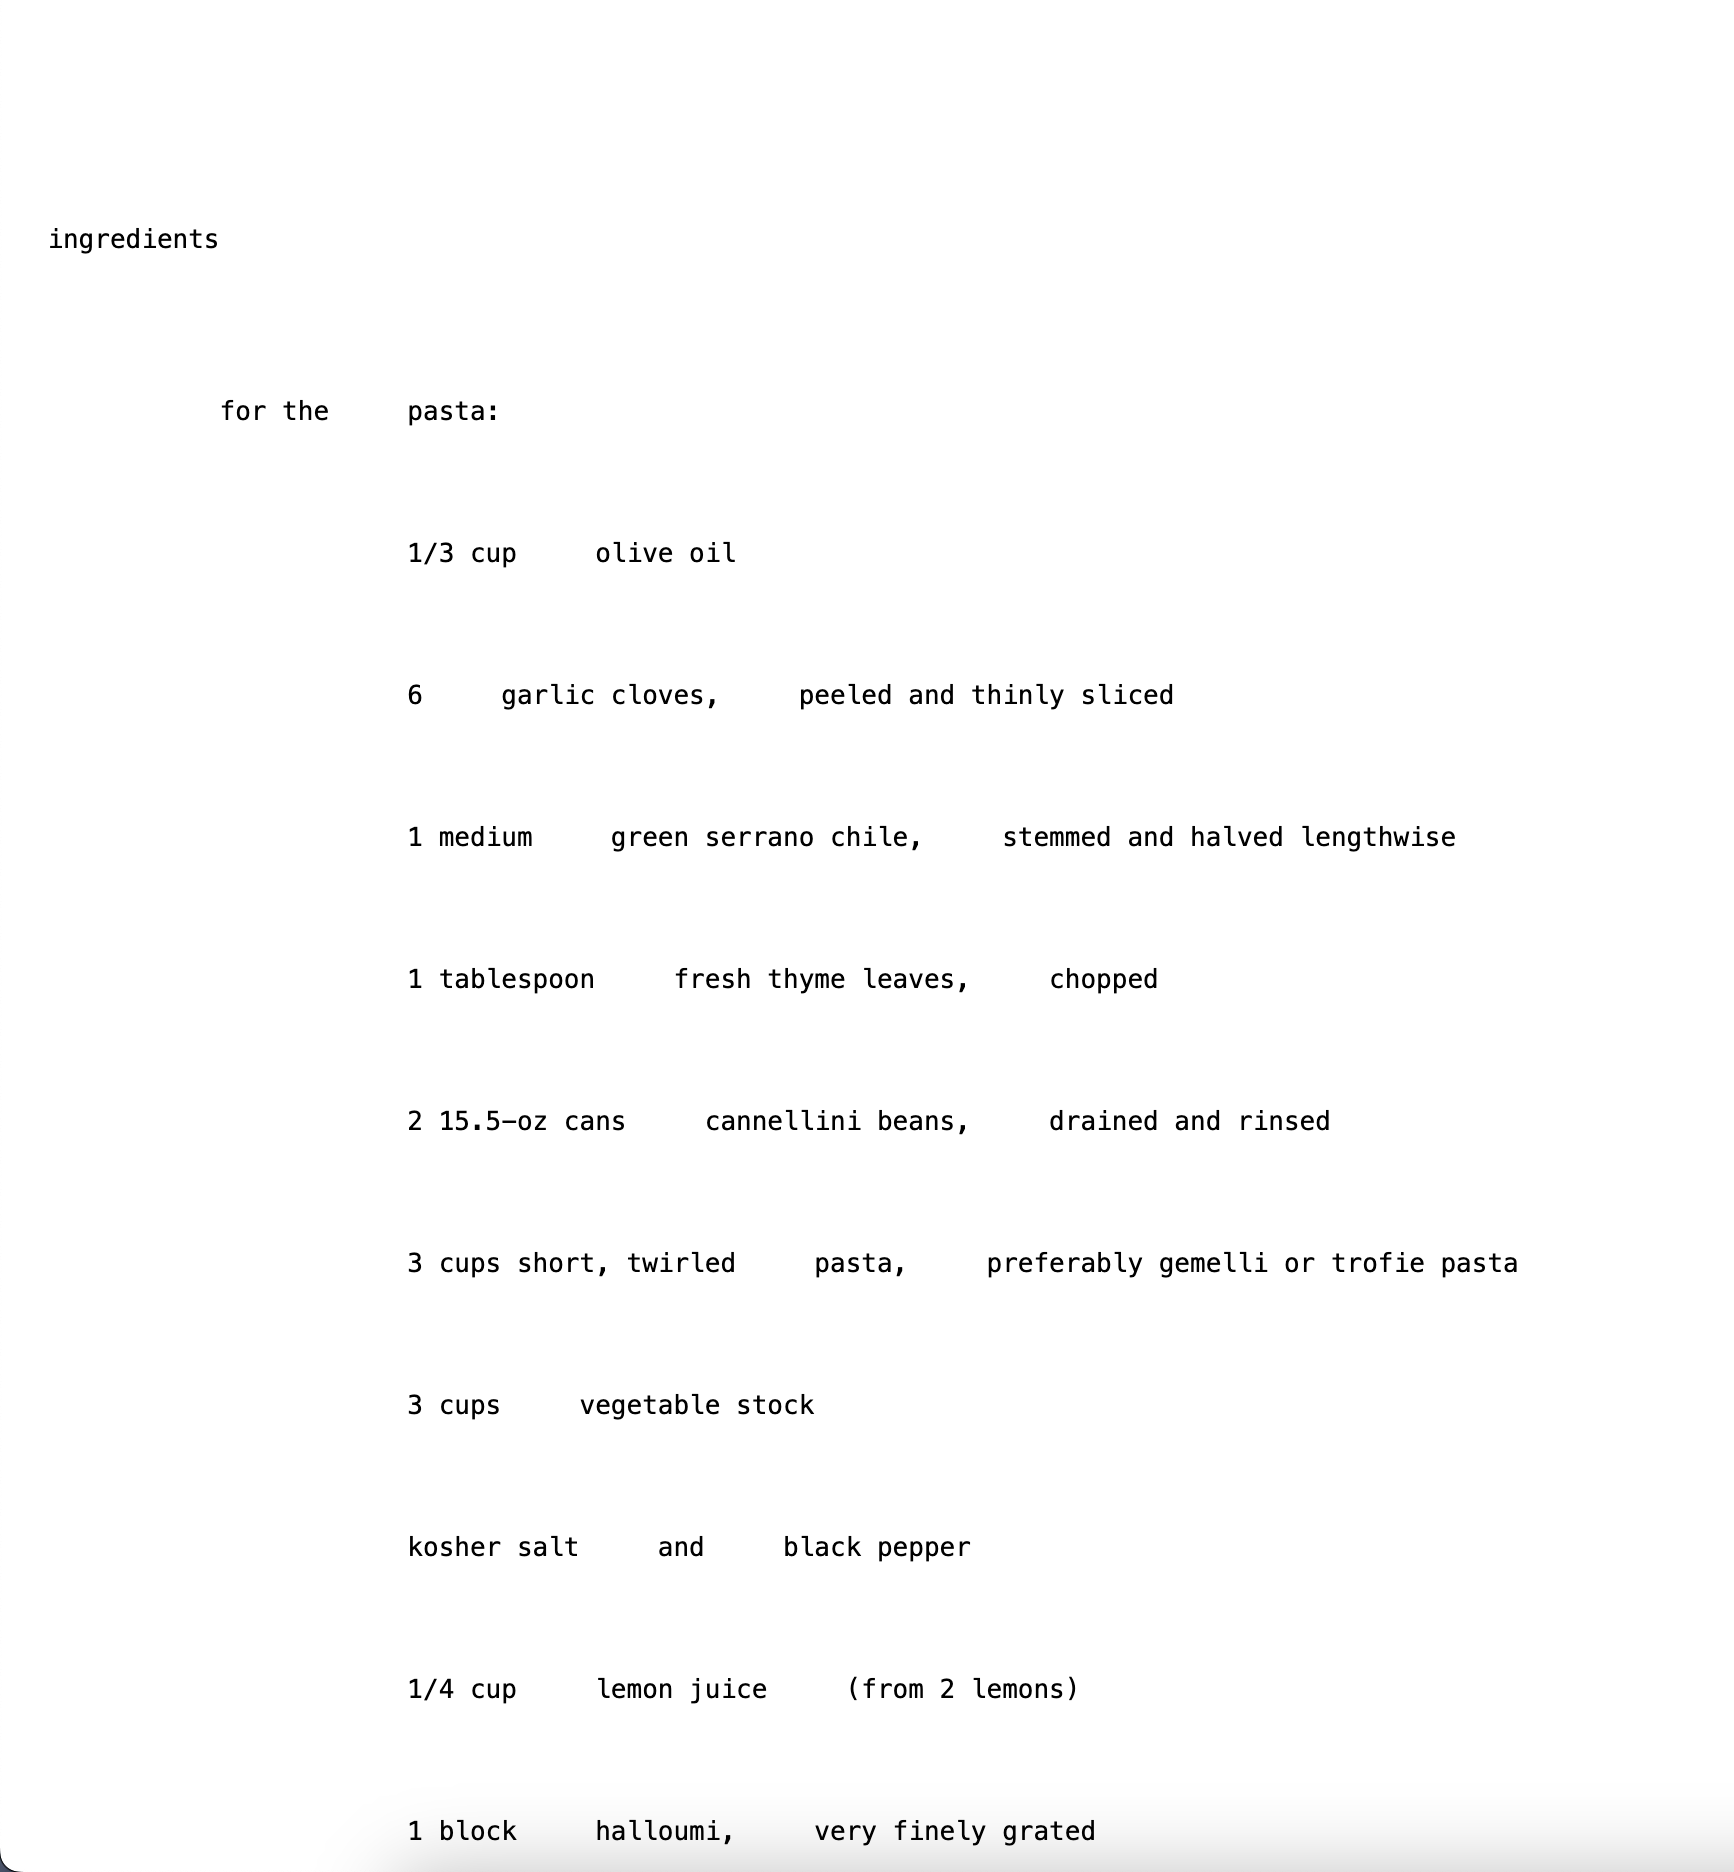 ingredients
for the     pasta:
1/3 cup     olive oil
6     garlic cloves,     peeled and thinly sliced
1 medium     green serrano chile,     stemmed and halved lengthwise
1 tablespoon     fresh thyme leaves,     chopped
2 15.5-oz cans     cannellini beans,     drained and rinsed
3 cups short, twirled     pasta,     preferably gemelli or trofie pasta
3 cups     vegetable stock
kosher salt     and     black pepper
1/4 cup     lemon juice     (from 2 lemons)
1 block     halloumi,     very finely grated